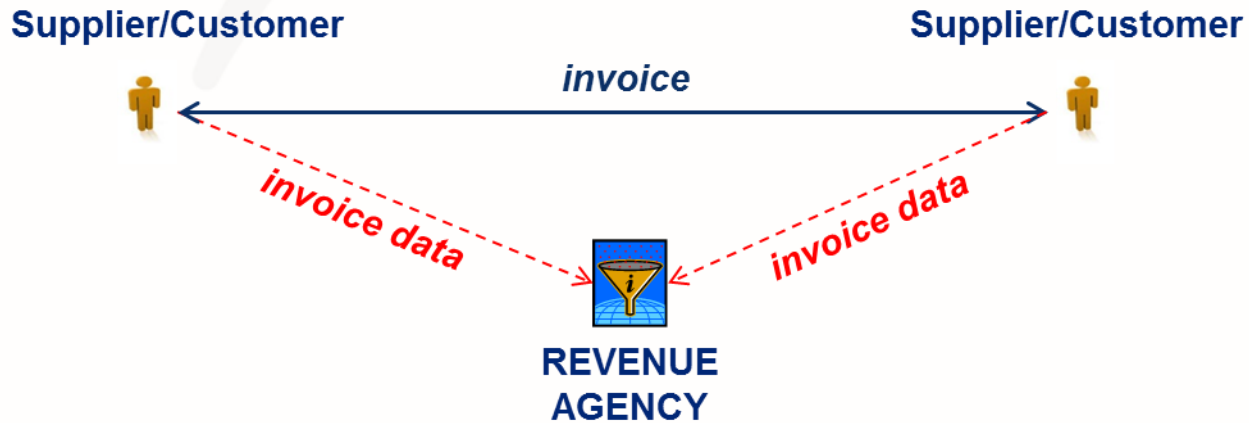 Supplier/Customer
Supplier/Customer
invoice
invoice data
invoice data
i
REVENUE
AGENCY